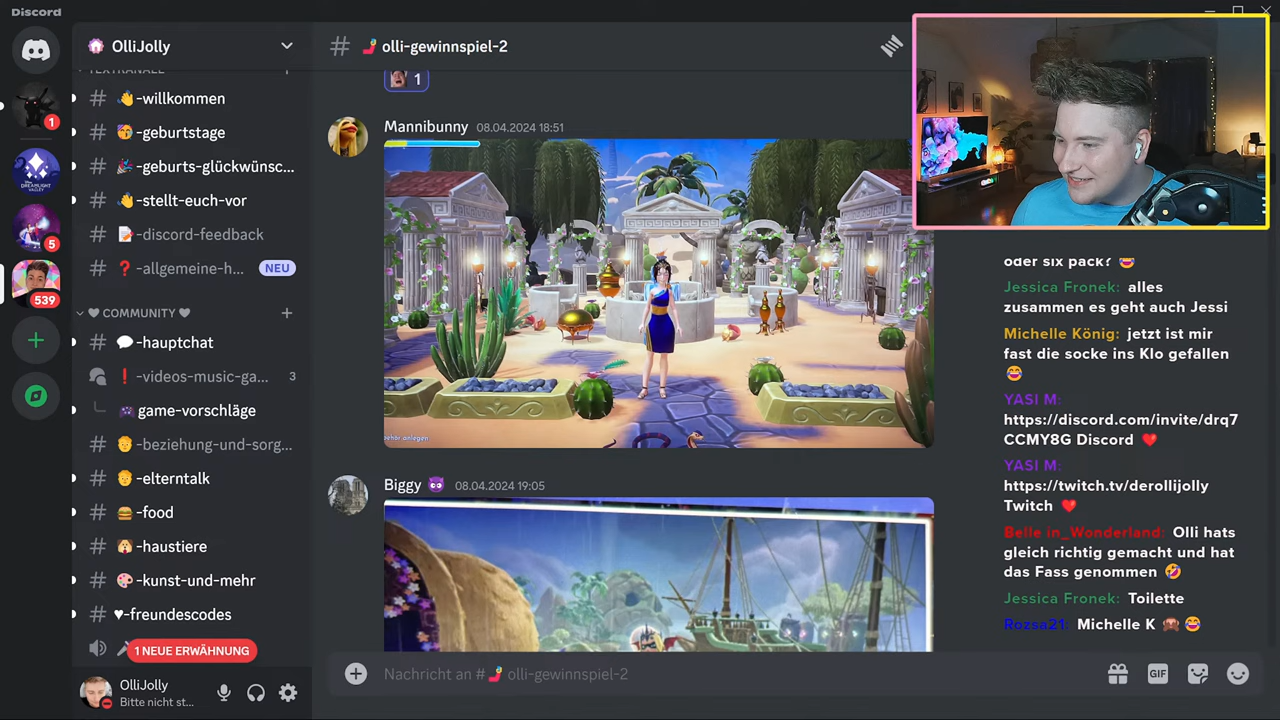 Discord
OlliJolly
# olli-gewinnspiel-2
1
TEXTKANÄLE
# 👋 -willkommen
# 🥳 -geburtstage
# 🎉 -geburts-glückwünsc...
# 👋 -stellt-euch-vor
# 📝 -discord-feedback
# ❓ -allgemeine-h... NEU
♥ COMMUNITY ♥
# 💬 -hauptchat
❗ -videos-music-ga... 3
🎮 game-vorschläge
# -beziehung-und-sorg...
# -elterntalk
# 🍔 -food
# -haustiere
# 🎨 -kunst-und-mehr
# ♥-freundescodes
1 NEUE ERWÄHNUNG
OlliJolly
Bitte nicht st...
1
5
539
Mannibunny 08.04.2024 18:51
Biggy 😈 08.04.2024 19:05
Nachricht an # olli-gewinnspiel-2
GIF
oder six pack? 😂
Jessica Fronek: alles
zusammen es geht auch Jessi
Michelle König: jetzt ist mir
fast die socke ins Klo gefallen
😂
YASI M:
https://discord.com/invite/drq7
CCMY8G Discord ❤️
YASI M:
https://twitch.tv/derollijolly
Twitch ❤️
Belle in_Wonderland: Olli hats
gleich richtig gemacht und hat
das Fass genommen 🤣
Jessica Fronek: Toilette
Rozsa21: Michelle K 🙈 😂